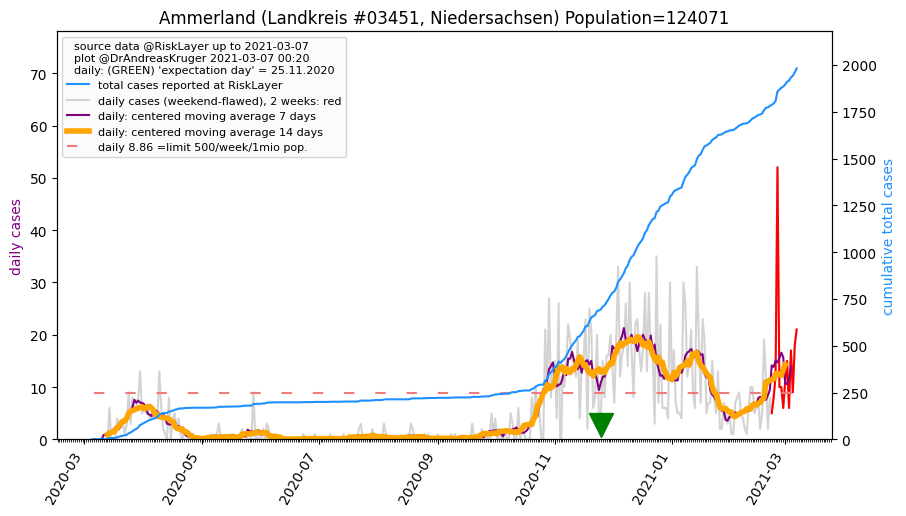 Ammerland (Landkreis #03451, Niedersachsen) Population=124071
source data @RiskLayer up to 2021-03-07
plot @DrAndreasKruger 2021-03-07 00:20
daily: (GREEN) 'expectation day' = 25.11.2020
total cases reported at RiskLayer
daily cases (weekend-flawed), 2 weeks: red
daily: centered moving average 7 days
daily: centered moving average 14 days
daily 8.86 =limit 500/week/1mio pop.
daily cases
70
60
50
40
30
20
10
0
cumulative total cases
2000
1750
1500
1250
1000
750
500
250
0
2020-03
2020-05
2020-07
2020-09
2020-11
2021-01
2021-03